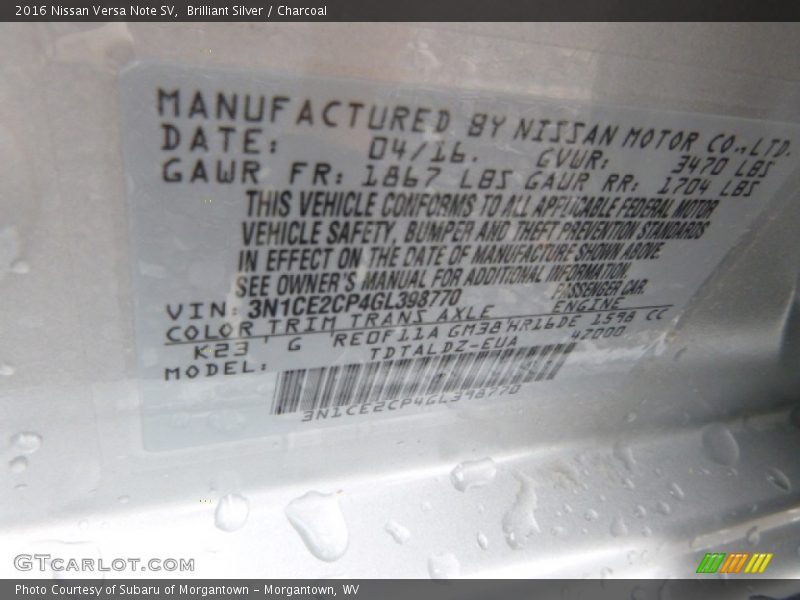 2016 Nissan Versa Note SV, Brilliant Silver / Charcoal
MANUFACTURED BY NISSAN MOTOR CO., LTD.
DATE: 04/16. GVWR: 3470 LBS
GAWR FR: 1867 LBS GAWR RR: 1704 LBS
THIS VEHICLE CONFORMS TO ALL APPLICABLE FEDERAL MOTOR
VEHICLE SAFETY, BUMPER AND THEFT PREVENTION STANDARDS
IN EFFECT ON THE DATE OF MANUFACTURE SHOWN ABOVE.
SEE OWNER'S MANUAL FOR ADDITIONAL INFORMATION.
VIN: 3N1CE2CP4GL398770 PASSENGER CAR.
COLOR TRIM TRANS AXLE ENGINE
K23 G RE0F11A GM38 HR16DE 1598 CC
MODEL: TDTALDZ-EUA 42000
3N1CE2CP4GL398770
GTCARLOT.COM
Photo Courtesy of Subaru of Morgantown - Morgantown, WV